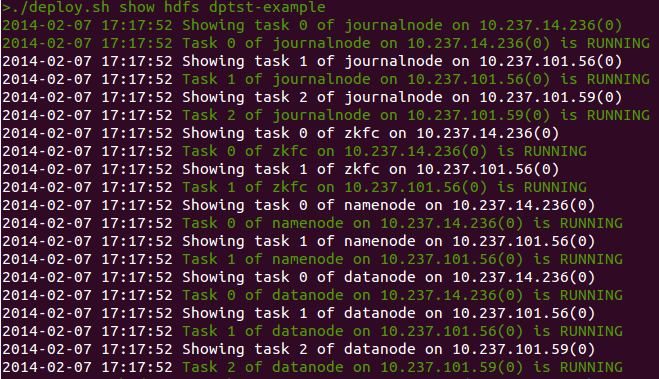 >./deploy.sh show hdfs dptst-example
2014-02-07 17:17:52 Showing task 0 of journalnode on 10.237.14.236(0)
2014-02-07 17:17:52 Task 0 of journalnode on 10.237.14.236(0) is RUNNING
2014-02-07 17:17:52 Showing task 1 of journalnode on 10.237.101.56(0)
2014-02-07 17:17:52 Task 1 of journalnode on 10.237.101.56(0) is RUNNING
2014-02-07 17:17:52 Showing task 2 of journalnode on 10.237.101.59(0)
2014-02-07 17:17:52 Task 2 of journalnode on 10.237.101.59(0) is RUNNING
2014-02-07 17:17:52 Showing task 0 of zkfc on 10.237.14.236(0)
2014-02-07 17:17:52 Task 0 of zkfc on 10.237.14.236(0) is RUNNING
2014-02-07 17:17:52 Showing task 1 of zkfc on 10.237.101.56(0)
2014-02-07 17:17:52 Task 1 of zkfc on 10.237.101.56(0) is RUNNING
2014-02-07 17:17:52 Showing task 0 of namenode on 10.237.14.236(0)
2014-02-07 17:17:52 Task 0 of namenode on 10.237.14.236(0) is RUNNING
2014-02-07 17:17:52 Showing task 1 of namenode on 10.237.101.56(0)
2014-02-07 17:17:52 Task 1 of namenode on 10.237.101.56(0) is RUNNING
2014-02-07 17:17:52 Showing task 0 of datanode on 10.237.14.236(0)
2014-02-07 17:17:52 Task 0 of datanode on 10.237.14.236(0) is RUNNING
2014-02-07 17:17:52 Showing task 1 of datanode on 10.237.101.56(0)
2014-02-07 17:17:52 Task 1 of datanode on 10.237.101.56(0) is RUNNING
2014-02-07 17:17:52 Showing task 2 of datanode on 10.237.101.59(0)
2014-02-07 17:17:52 Task 2 of datanode on 10.237.101.59(0) is RUNNING